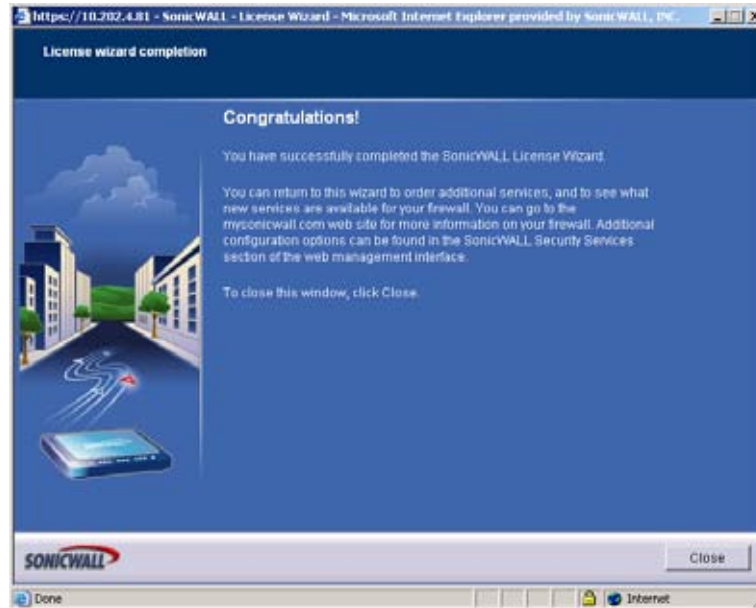 https://10.202.4.81 - SonicWALL - License Wizard - Microsoft Internet Explorer provided by SonicWALL, INC.
License wizard completion
Congratulations!
You have successfully completed the SonicWALL License Wizard.
You can return to this wizard to order additional services, and to see what
new services are available for your firewall. You can go to the
mysonicwall.com web site for more information on your firewall. Additional
configuration options can be found in the SonicWALL Security Services
section of the web management interface.
To close this window, click Close.
SONICWALL
Close
Done
Internet